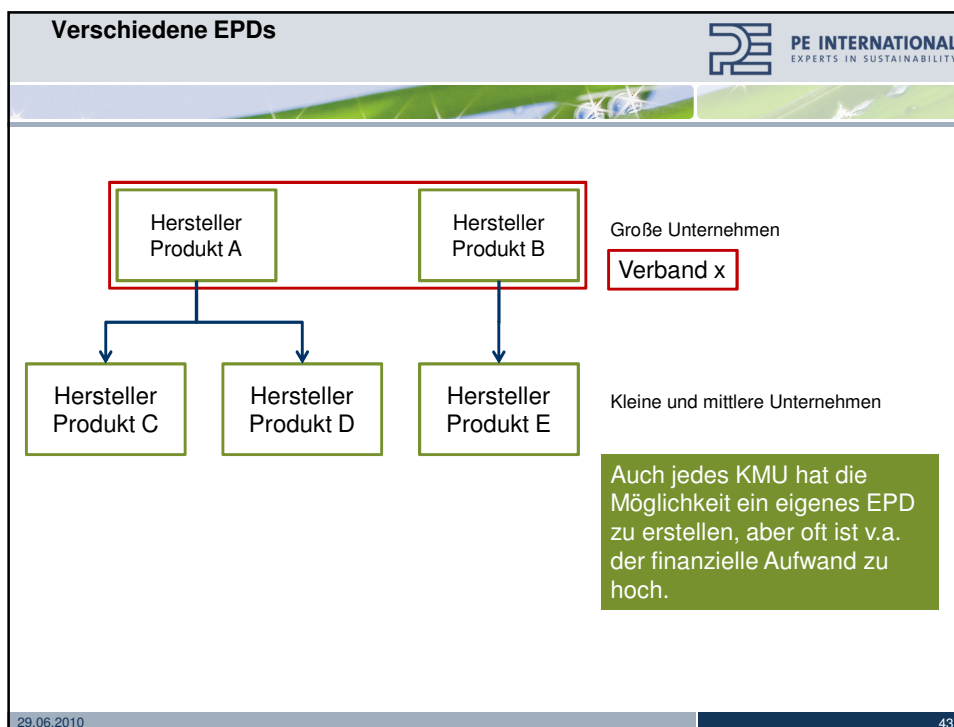 Verschiedene EPDs
PE INTERNATIONAL
EXPERTS IN SUSTAINABILITY
Hersteller
Produkt A
Hersteller
Produkt B
Große Unternehmen
Verband x
Hersteller
Produkt C
Hersteller
Produkt D
Hersteller
Produkt E
Kleine und mittlere Unternehmen
Auch jedes KMU hat die
Möglichkeit ein eigenes EPD
zu erstellen, aber oft ist v.a.
der finanzielle Aufwand zu
hoch.
29.06.2010
43